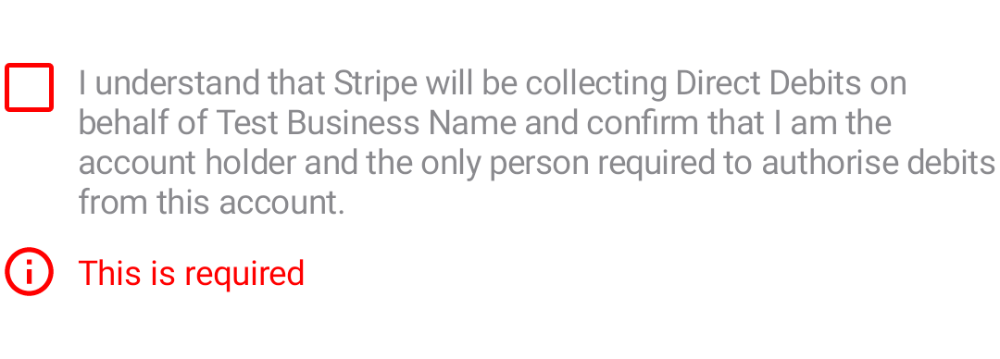 I understand that Stripe will be collecting Direct Debits on
behalf of Test Business Name and confirm that I am the
account holder and the only person required to authorise debits
from this account.
This is required